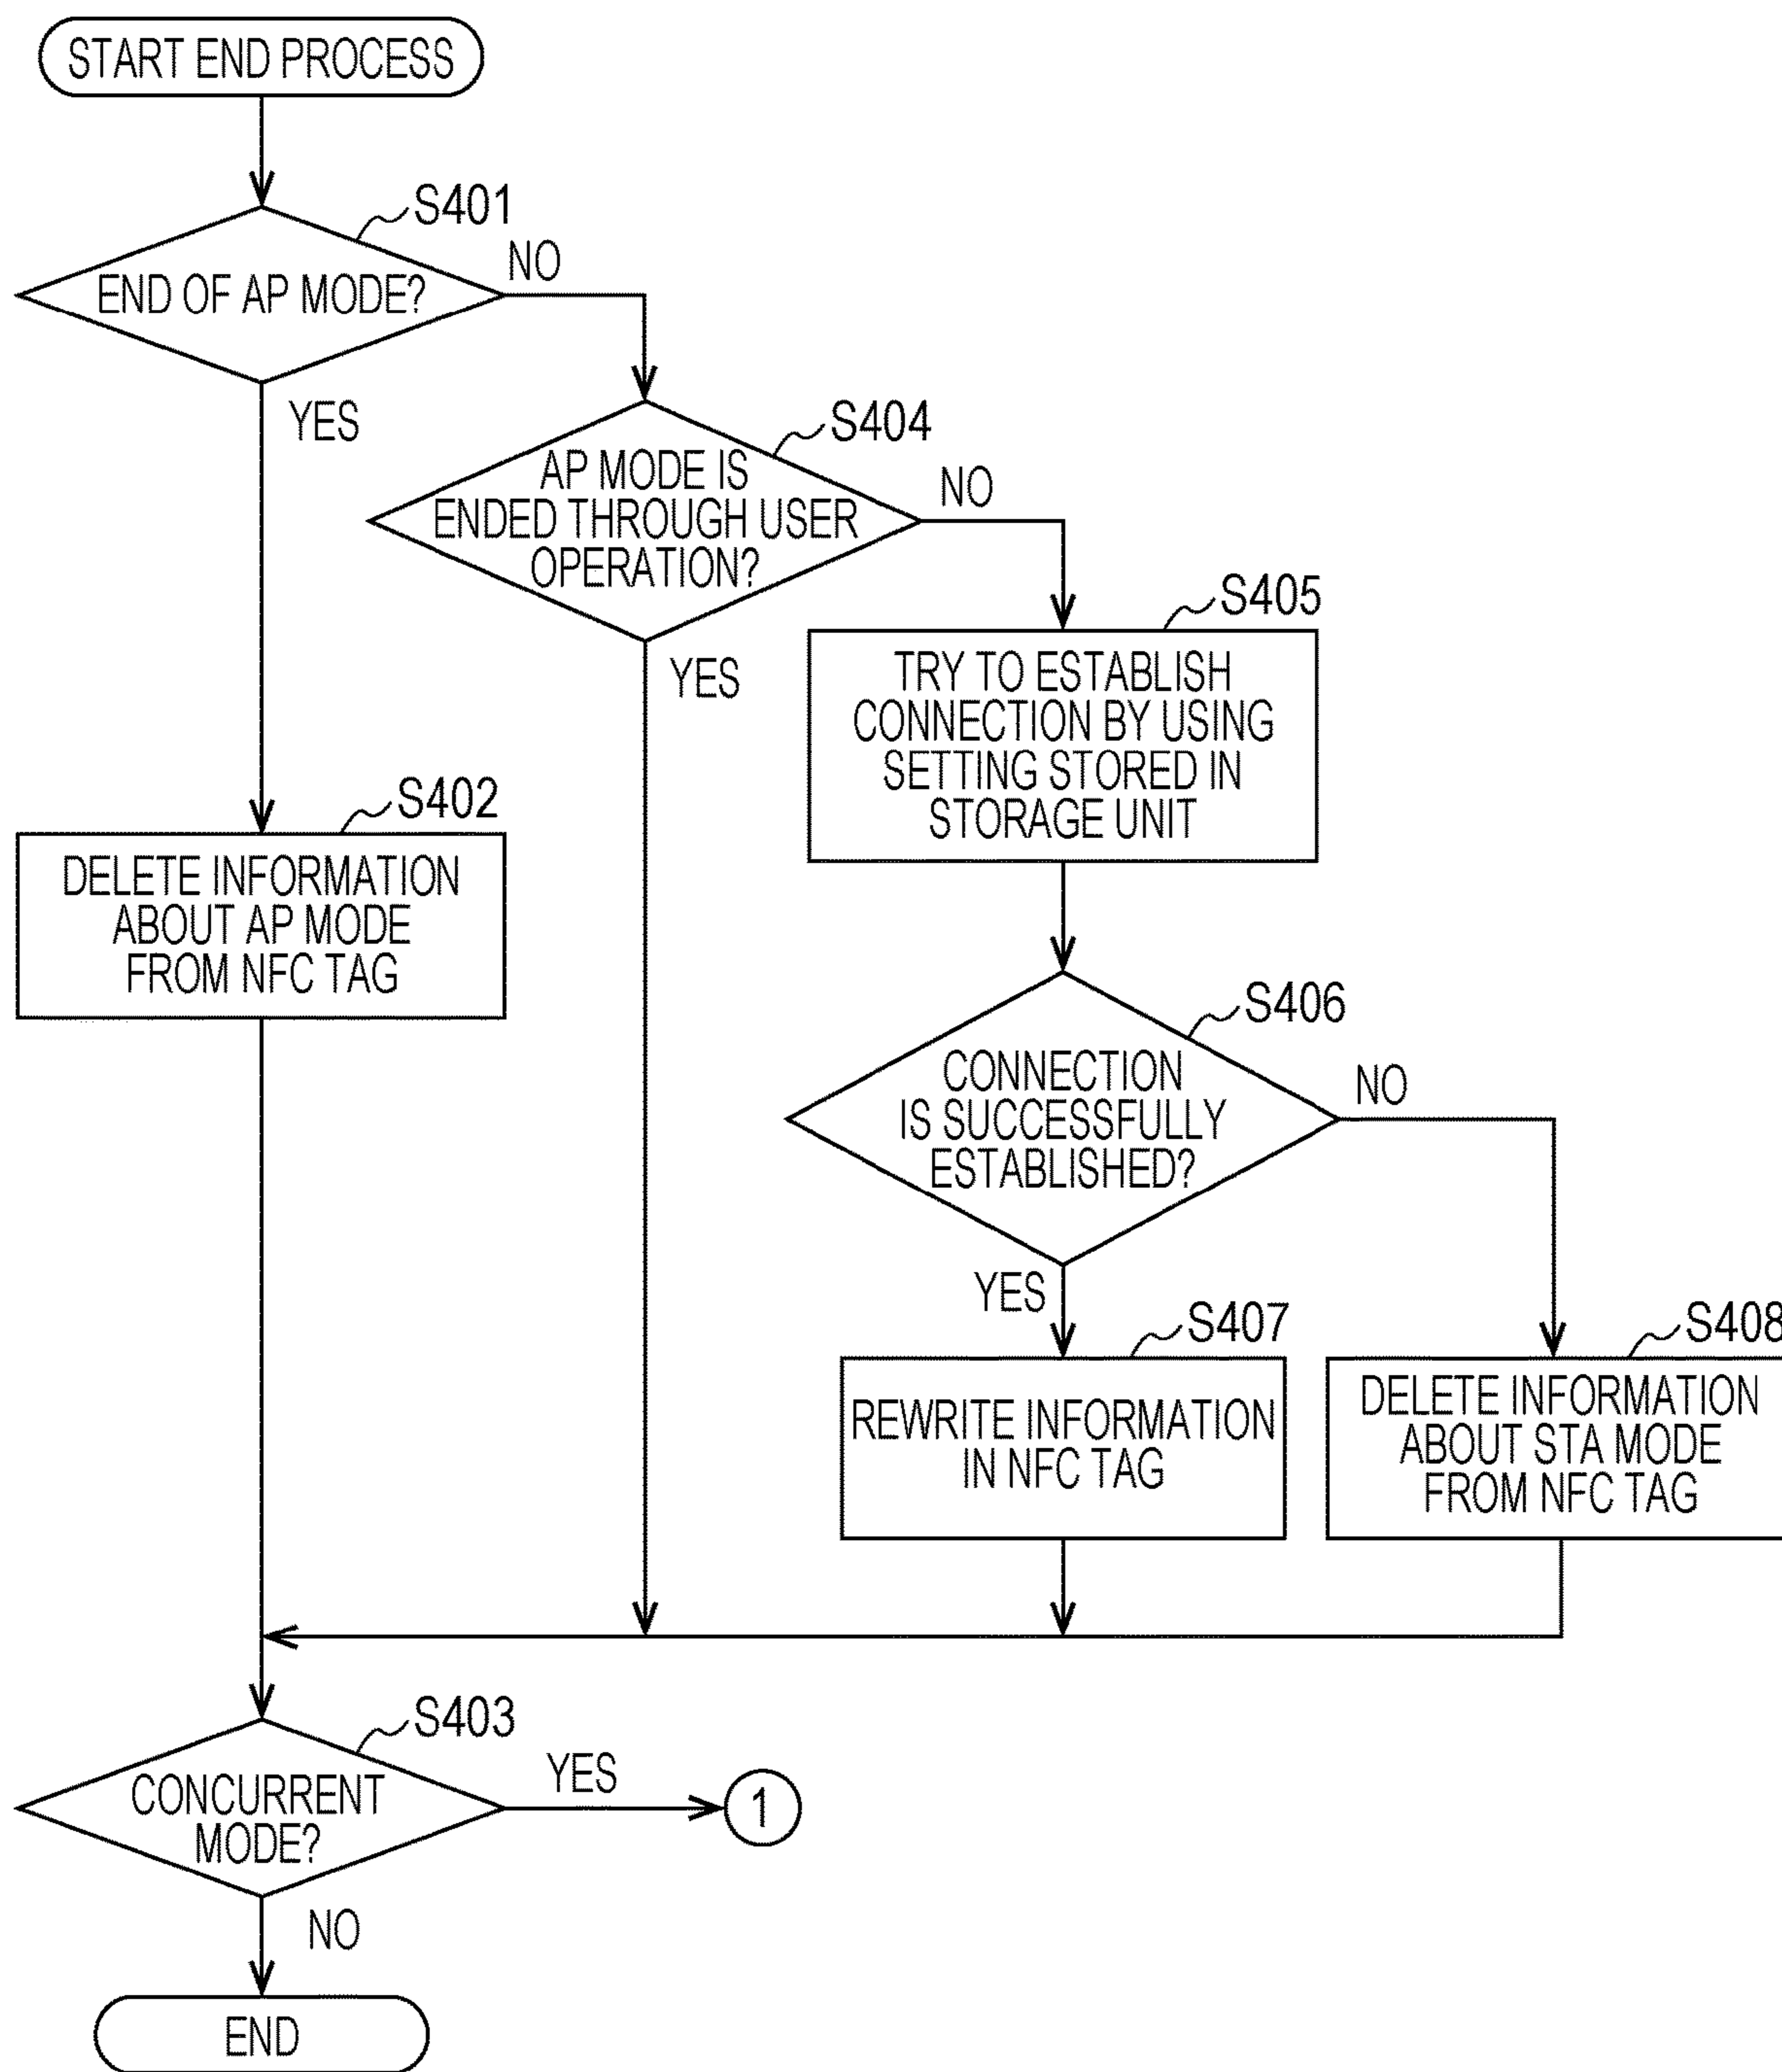 START END PROCESS
S401
END OF AP MODE?
NO
YES
S404
AP MODE IS
ENDED THROUGH USER
OPERATION?
NO
YES
S405
TRY TO ESTABLISH
CONNECTION BY USING
SETTING STORED IN
STORAGE UNIT
S402
DELETE INFORMATION
ABOUT AP MODE
FROM NFC TAG
S406
CONNECTION
IS SUCCESSFULLY
ESTABLISHED?
NO
YES
S407
REWRITE INFORMATION
IN NFC TAG
S408
DELETE INFORMATION
ABOUT STA MODE
FROM NFC TAG
S403
CONCURRENT
MODE?
YES
1
NO
END